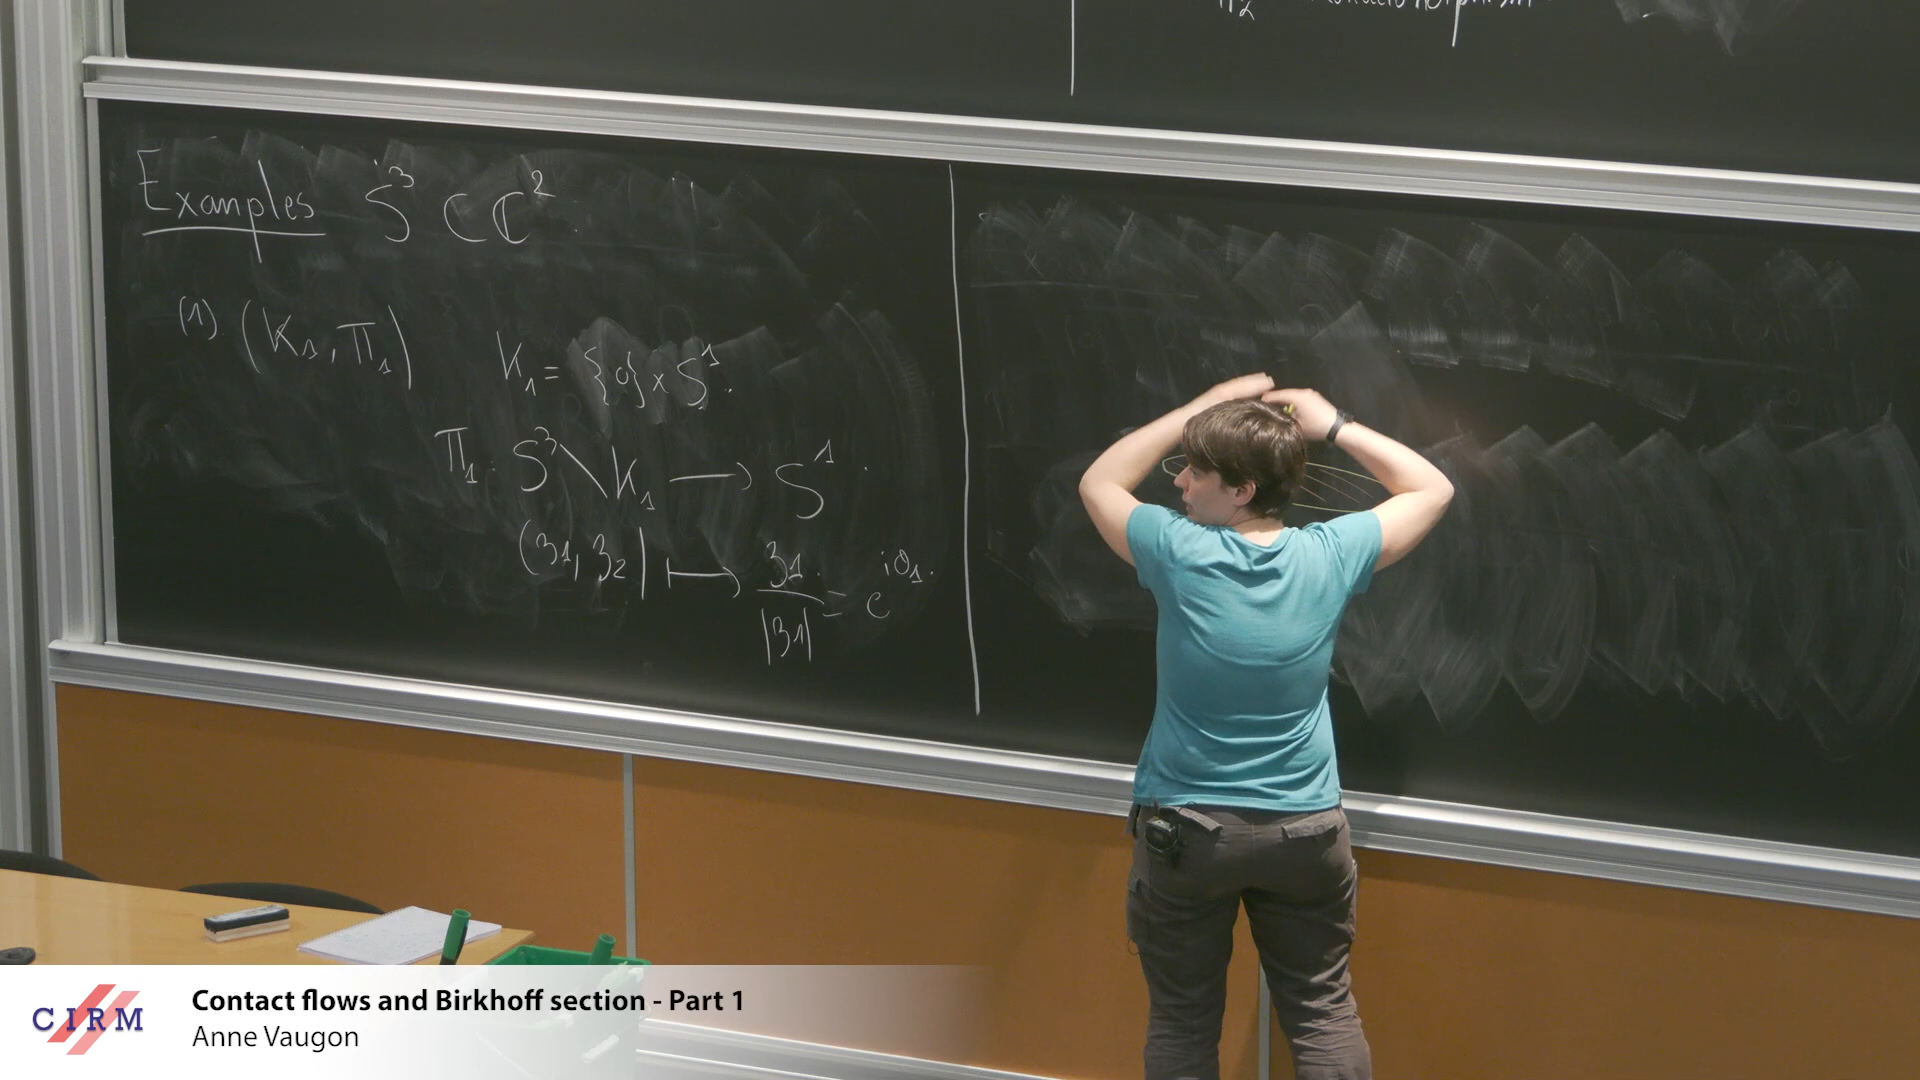 Examples S³ ⊂ ℂ²
(1) (K₁, π₁) K₁ = {0} × S¹.
π₁: S³ \ K₁ → S¹.
(z₁, z₂) ↦ z₁/|z₁| = e^{iθ₁}.
CIRM
Contact flows and Birkhoff section - Part 1
Anne Vaugon